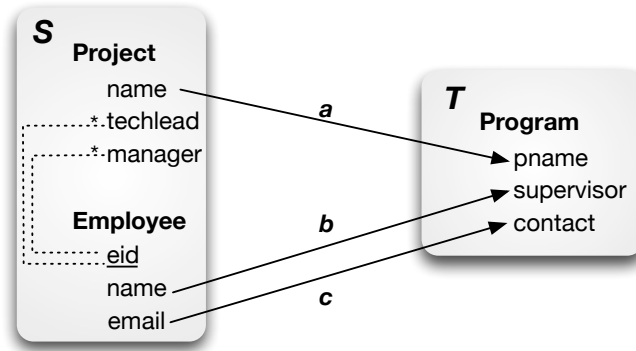 S
Project
name
* techlead
* manager
Employee
eid
name
email
a
b
c
T
Program
pname
supervisor
contact